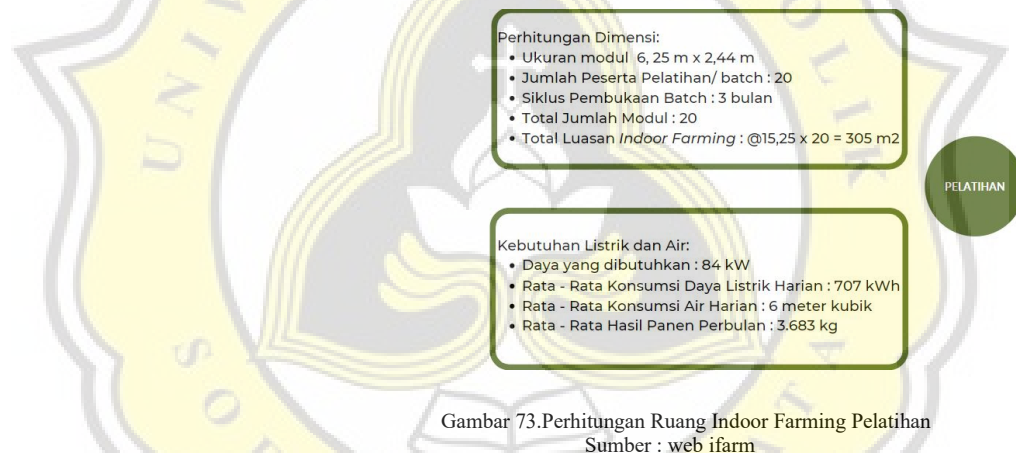 Perhitungan Dimensi:
• Ukuran modul 6, 25 m x 2,44 m
• Jumlah Peserta Pelatihan/ batch : 20
• Siklus Pembukaan Batch : 3 bulan
• Total Jumlah Modul : 20
• Total Luasan Indoor Farming : @15,25 x 20 = 305 m2
PELATIHAN
Kebutuhan Listrik dan Air:
• Daya yang dibutuhkan : 84 kW
• Rata - Rata Konsumsi Daya Listrik Harian : 707 kWh
• Rata - Rata Konsumsi Air Harian : 6 meter kubik
• Rata - Rata Hasil Panen Perbulan : 3.683 kg
Gambar 73.Perhitungan Ruang Indoor Farming Pelatihan
Sumber : web ifarm